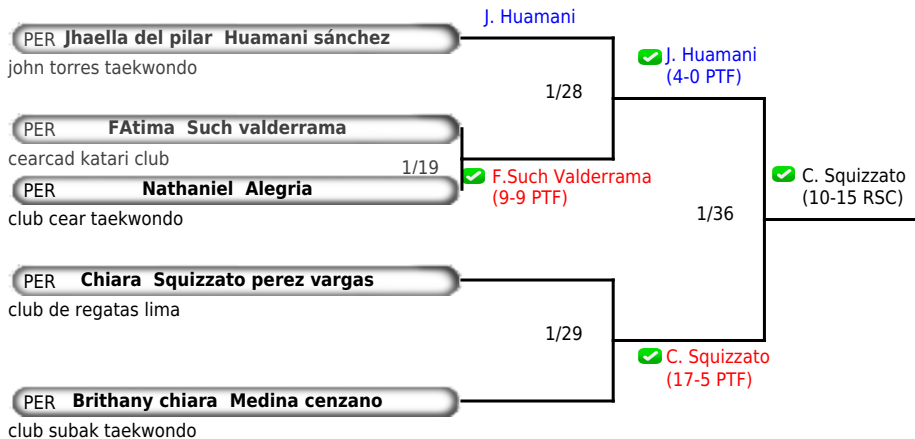 J. Huamani
PER Jhaella del pilar Huamani sánchez
john torres taekwondo
J. Huamani
(4-0 PTF)
1/28
PER FAtima Such valderrama
cearcad katari club
1/19
F.Such Valderrama
(9-9 PTF)
PER Nathaniel Alegria
club cear taekwondo
C. Squizzato
(10-15 RSC)
1/36
PER Chiara Squizzato perez vargas
club de regatas lima
1/29
C. Squizzato
(17-5 PTF)
PER Brithany chiara Medina cenzano
club subak taekwondo